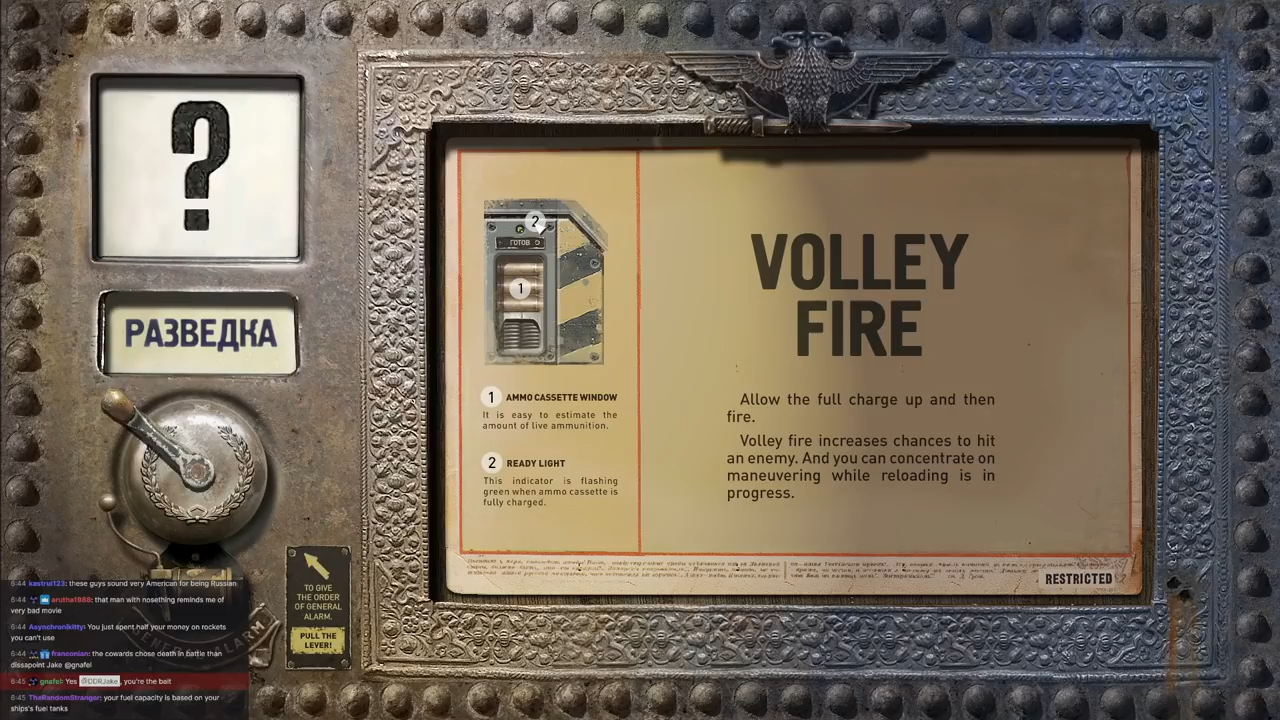 ?
РАЗВЕДКА
2
ГОТОВ
1
1 AMMO CASSETTE WINDOW
It is easy to estimate the
amount of live ammunition.
2 READY LIGHT
This indicator is flashing
green when ammo cassette is
fully charged.
VOLLEY
FIRE
Allow the full charge up and then
fire.
Volley fire increases chances to hit
an enemy. And you can concentrate on
maneuvering while reloading is in
progress.
RESTRICTED
TO GIVE
THE ORDER
OF GENERAL
ALARM.
PULL THE
LEVER!
ALARM
6:44 kastrul123: these guys sound very American for being Russian
6:44 arutha1988: that man with nosething reminds me of
very bad movie
6:44 Asynchronikitty: You just spent half your money on rockets
you can't use
6:44 franconian: the cowards chose death in battle than
dissapoint Jake @gnafel
6:45 gnafel: Yes @DDRJake, you're the bait
6:45 TheRandomStranger: your fuel capacity is based on your
ships's fuel tanks